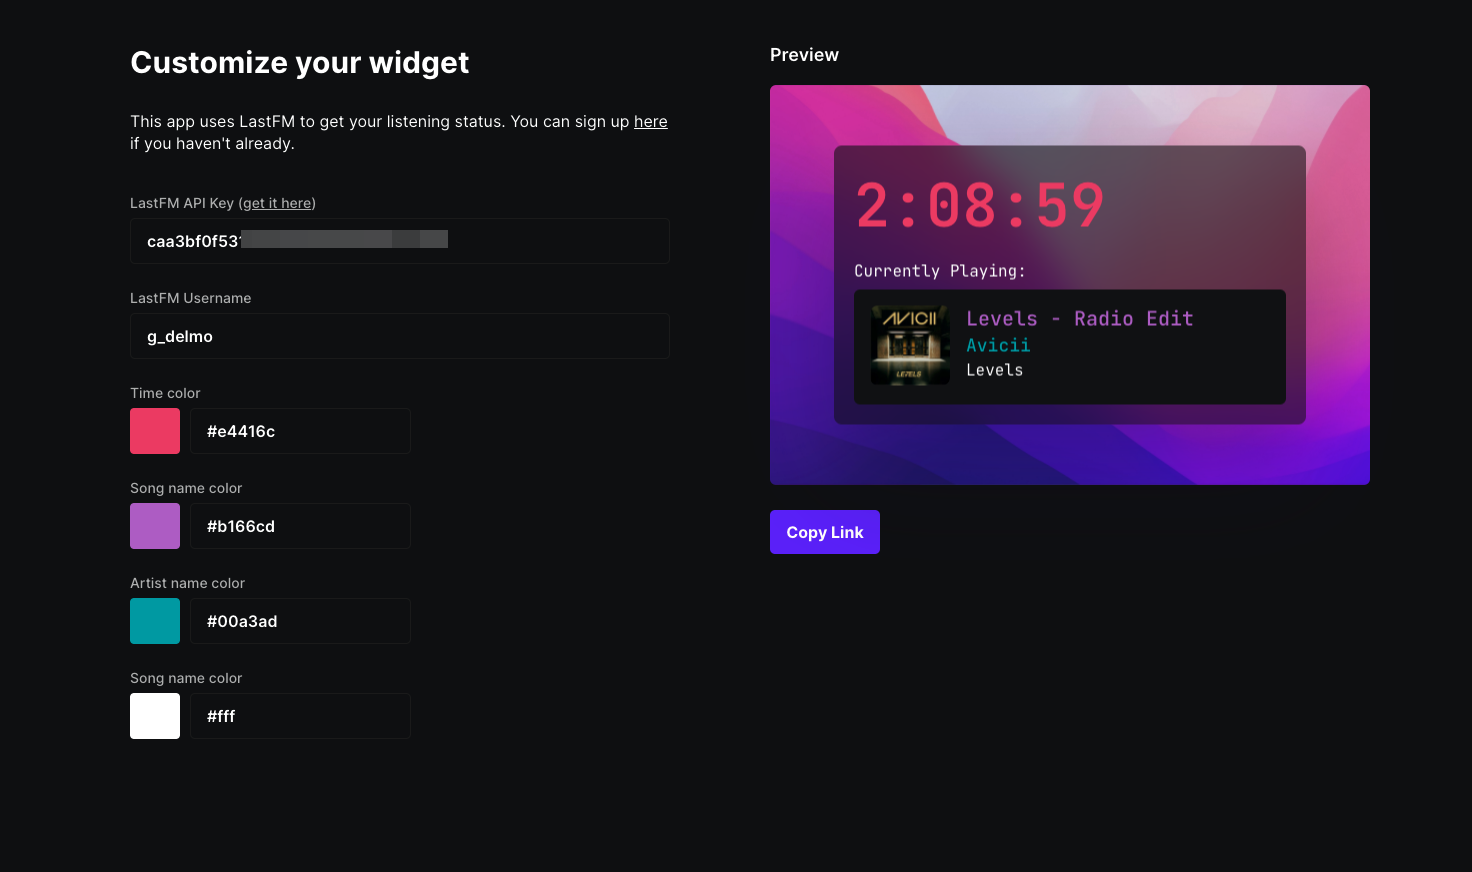 Customize your widget
This app uses LastFM to get your listening status. You can sign up here
if you haven't already.
LastFM API Key (get it here)
caa3bf0f53
LastFM Username
g_delmo
Time color
#e4416c
Song name color
#b166cd
Artist name color
#00a3ad
Song name color
#fff
Preview
2:08:59
Currently Playing:
AVICII
LEVELS
Levels - Radio Edit
Avicii
Levels
Copy Link